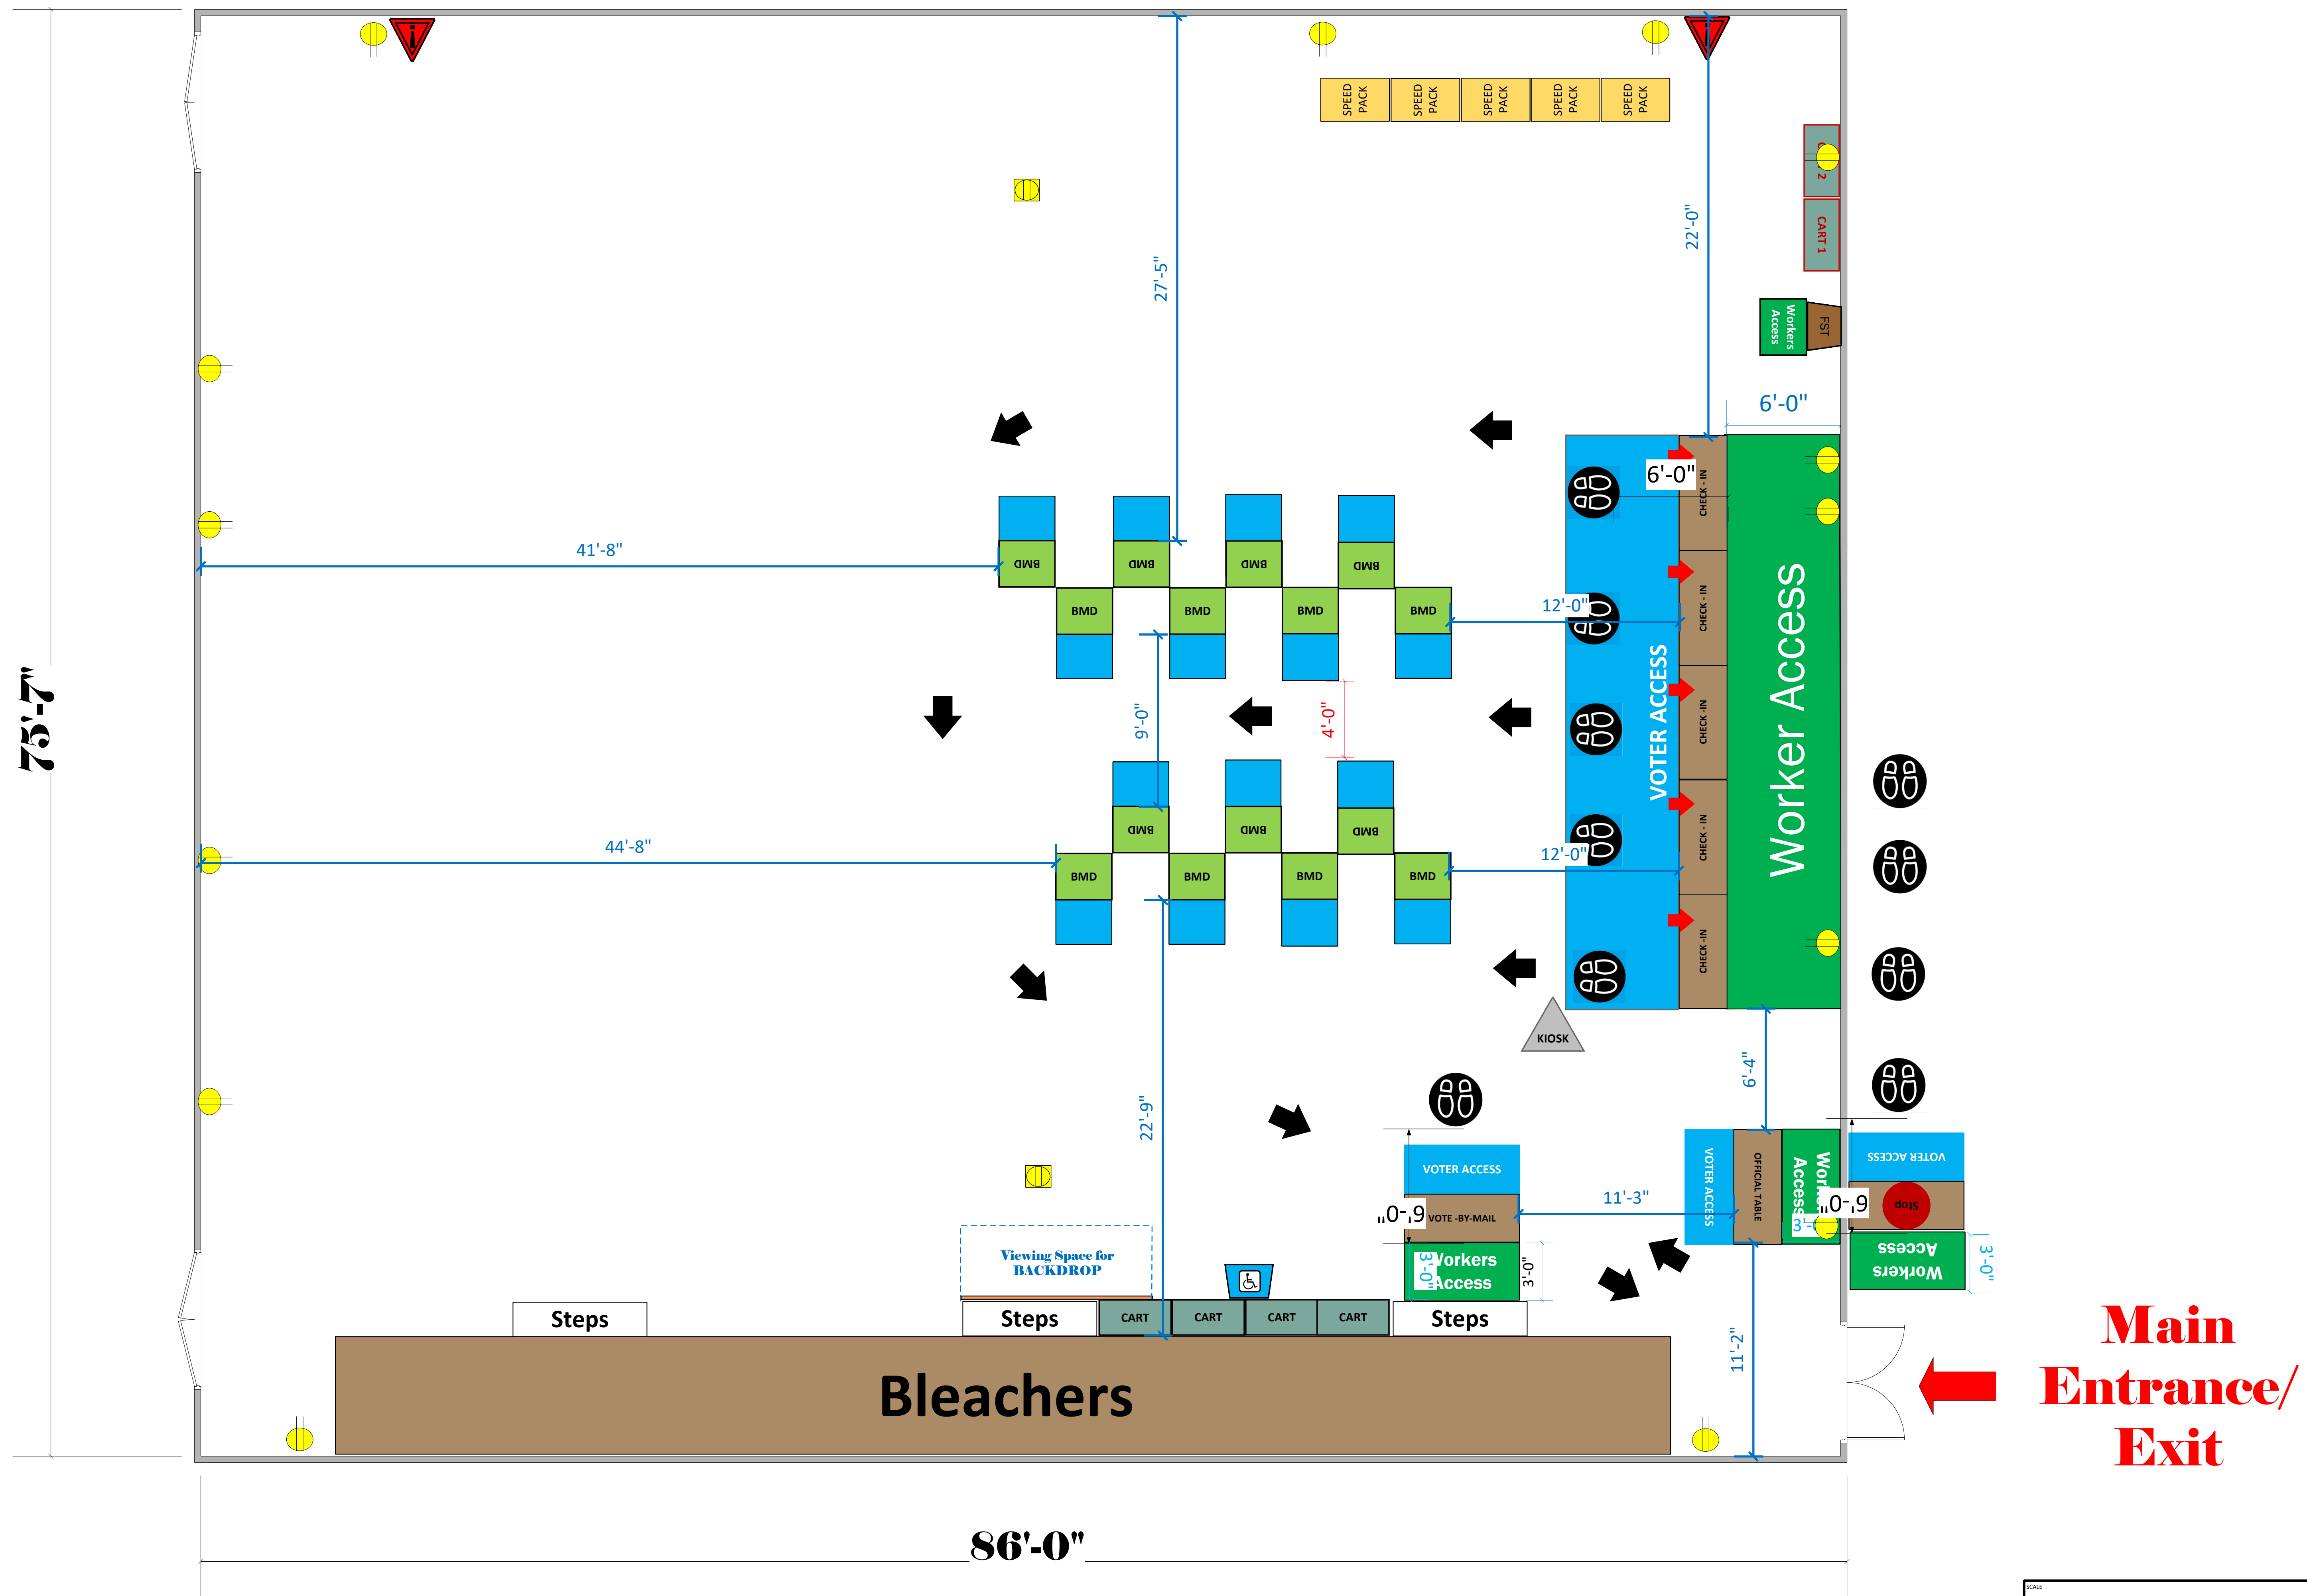 SPEED
PACK
SPEED
PACK
SPEED
PACK
SPEED
PACK
SPEED
PACK
2
CART 1
22'-0"
27'-5"
Workers
Access
FST
6'-0"
6'-0"
CHECK - IN
CHECK - IN
CHECK -IN
CHECK - IN
CHECK -IN
VOTER ACCESS
Worker Access
41'-8"
BMD
BMD
BMD
BMD
BMD
BMD
BMD
BMD
12'-0"
75'-7"
9'-0"
4'-0"
44'-8"
BMD
BMD
BMD
BMD
BMD
BMD
BMD
12'-0"
KIOSK
6'-4"
22'-9"
VOTER ACCESS
VOTE -BY-MAIL
6'-0"
Workers
Access
3'-0"
3'-0"
11'-3"
VOTER ACCESS
OFFICIAL TABLE
Access
6'-0"
VOTER ACCESS
Stop
Workers
Access
3'-0"
Viewing Space for
BACKDROP
Steps
Steps
CART
CART
CART
CART
Steps
11'-2"
Bleachers
Main
Entrance/
Exit
86'-0"
SCALE